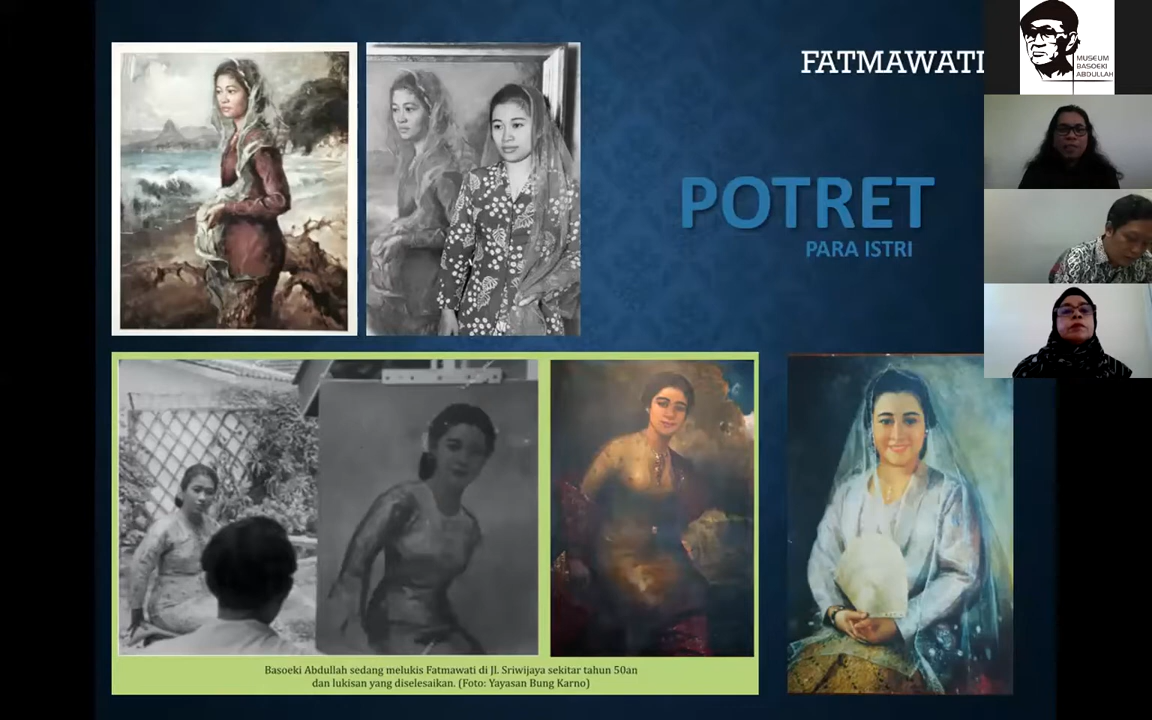 FATMAWATI
MUSEUM
BASOEKI
ABDULLAH
POTRET
PARA ISTRI
Basoeki Abdullah sedang melukis Fatmawati di Jl. Sriwijaya sekitar tahun 50an
dan lukisan yang diselesaikan. (Foto: Yayasan Bung Karno)